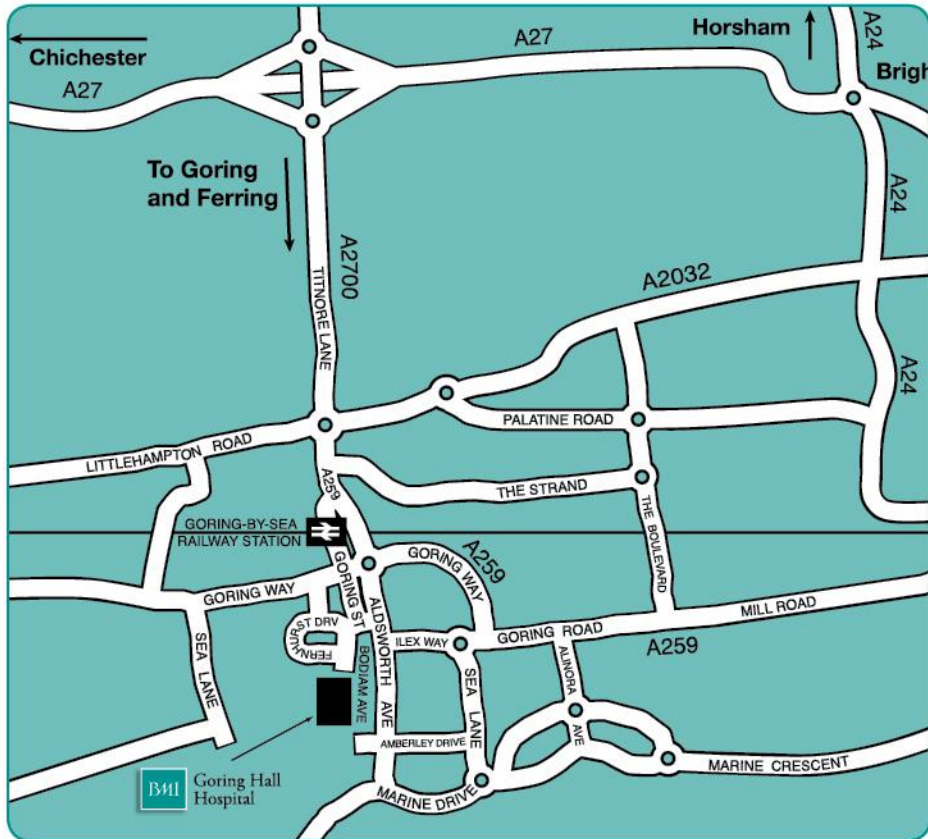 Chichester
A27
A27
Horsham
A24
Brigh
To Goring
and Ferring
A2700
TITNORE LANE
A24
A2032
A24
PALATINE ROAD
LITTLEHAMPTON ROAD
A259
THE STRAND
THE BOULEVARD
GORING-BY-SEA
RAILWAY STATION
GORING ST
GORING WAY
A259
GORING WAY
ALDSWORTH AVE
MILL ROAD
GORING ROAD
A259
ST DRV
FERNHUR
ILEX WAY
BODIAM AVE
SEA LANE
SEA LANE
ALINORA
AVE
AMBERLEY DRIVE
MARINE DRIVE
MARINE CRESCENT
BMI
Goring Hall
Hospital